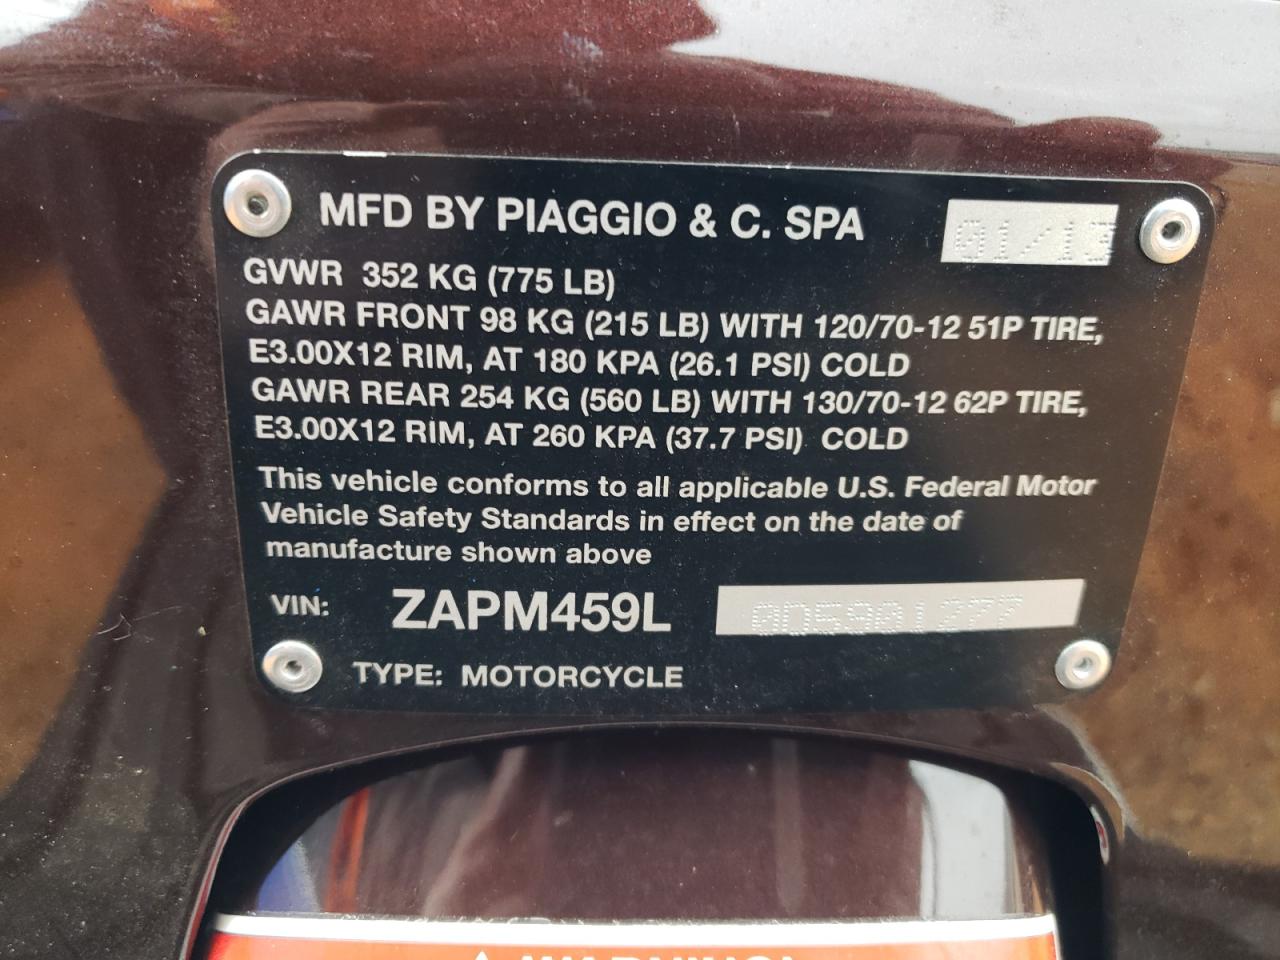 MFD BY PIAGGIO & C. SPA 01/13
GVWR 352 KG (775 LB)
GAWR FRONT 98 KG (215 LB) WITH 120/70-12 51P TIRE,
E3.00X12 RIM, AT 180 KPA (26.1 PSI) COLD
GAWR REAR 254 KG (560 LB) WITH 130/70-12 62P TIRE,
E3.00X12 RIM, AT 260 KPA (37.7 PSI) COLD
This vehicle conforms to all applicable U.S. Federal Motor
Vehicle Safety Standards in effect on the date of
manufacture shown above
VIN: ZAPM459L 0D5901277
TYPE: MOTORCYCLE
WARNING!